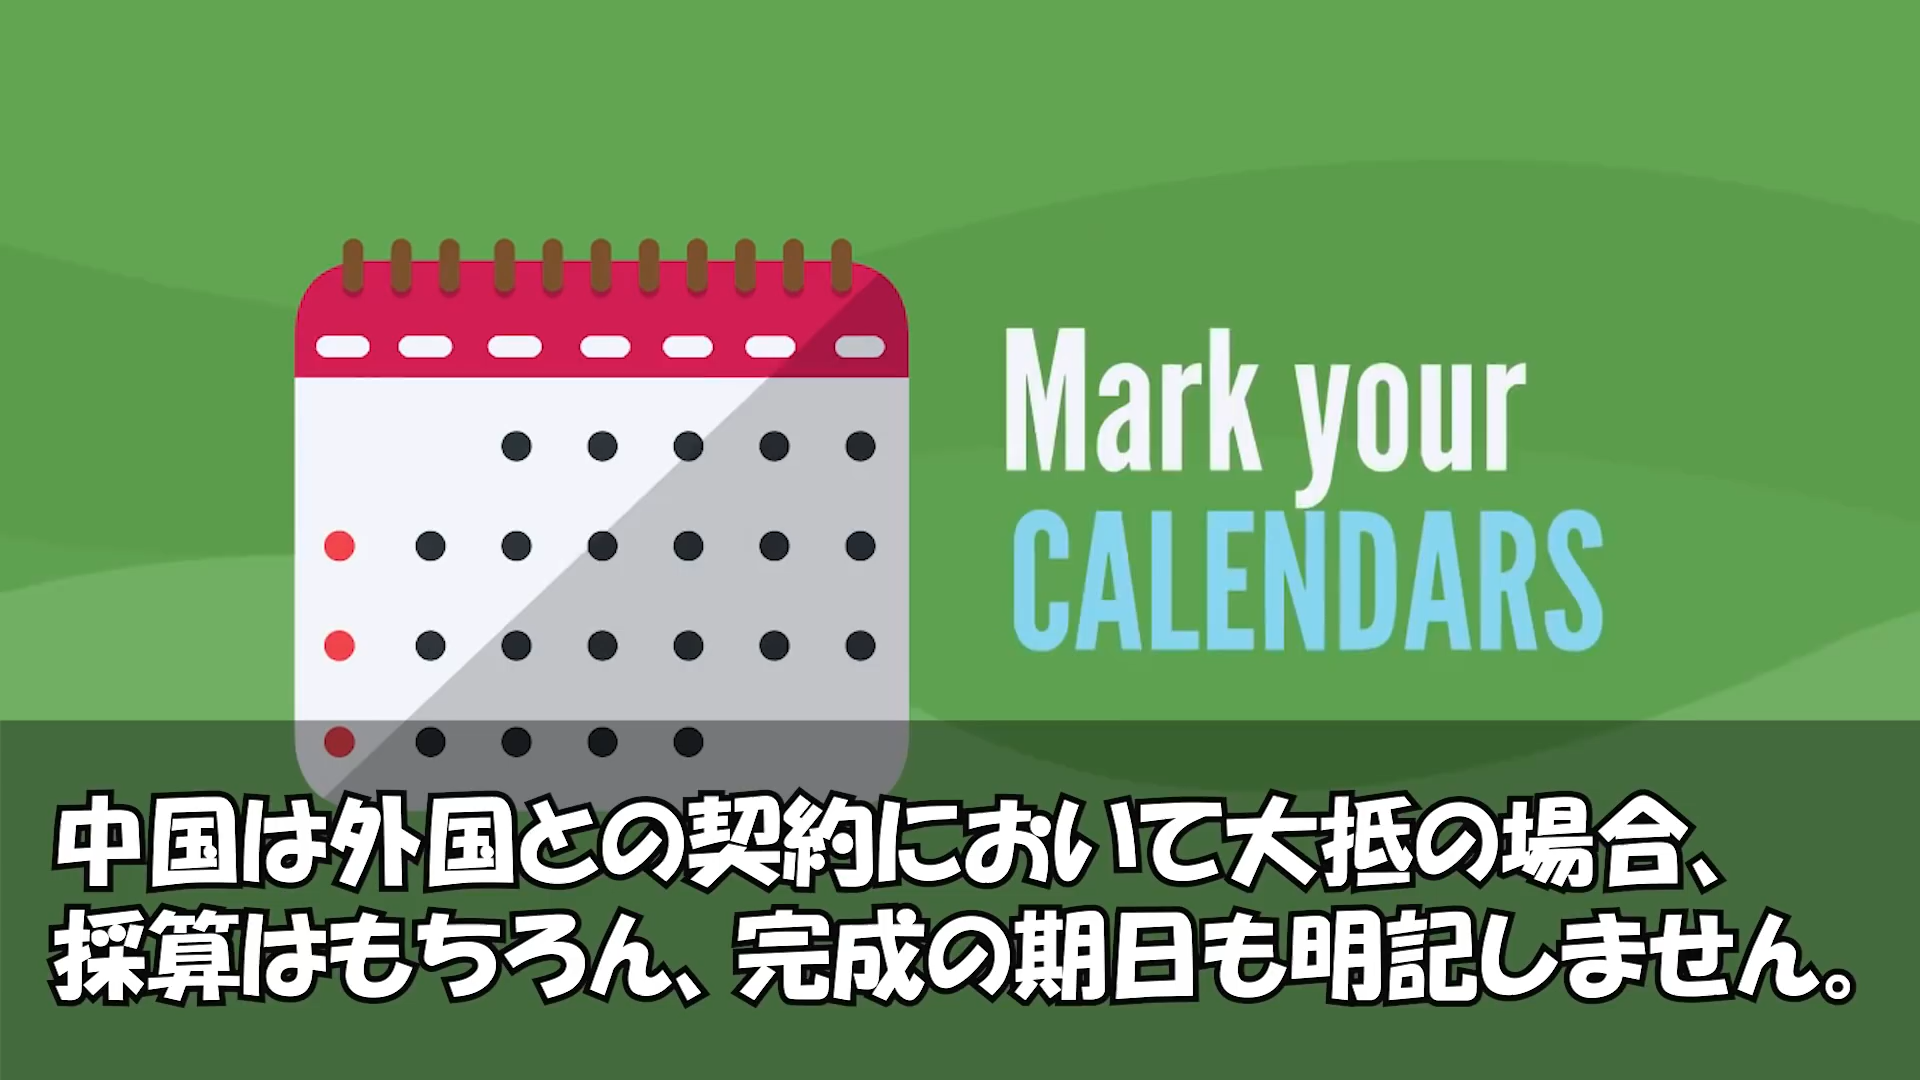 Mark your
CALENDARS
中国は外国との契約において大抵の場合、
採算はもちろん、完成の期日も明記しません。